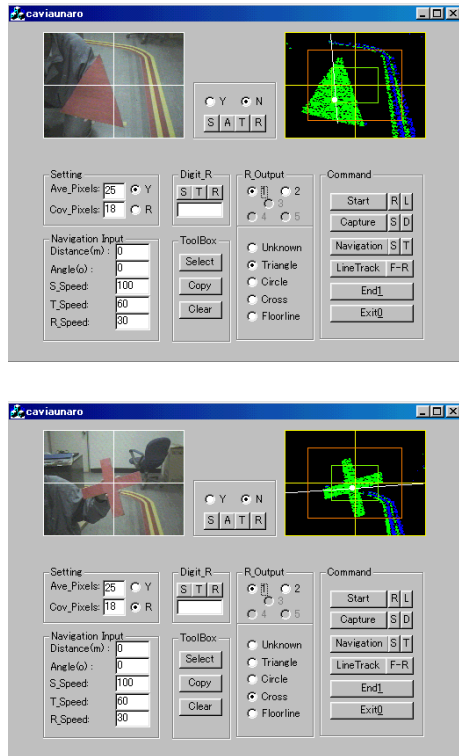 caviaunaro
Y N
S A T R
Setting
Ave_Pixels: 25 Y
Cov_Pixels: 18 R
Digit_R
S T R
R_Output
1 2
3
4 5
Command
Start R L
Capture S D
Navigation S T
LineTrack F-R
End1
Exit0
Navigation Input
Distance(m) : 0
Angle(o) : 0
S_Speed: 100
T_Speed: 60
R_Speed: 30
ToolBox
Select
Copy
Clear
Unknown
Triangle
Circle
Cross
Floorline
caviaunaro
Y N
S A T R
Setting
Ave_Pixels: 25 Y
Cov_Pixels: 18 R
Digit_R
S T R
R_Output
1 2
3
4 5
Command
Start R L
Capture S D
Navigation S T
LineTrack F-R
End1
Exit0
Navigation Input
Distance(m) : 0
Angle(o) : 0
S_Speed: 100
T_Speed: 60
R_Speed: 30
ToolBox
Select
Copy
Clear
Unknown
Triangle
Circle
Cross
Floorline